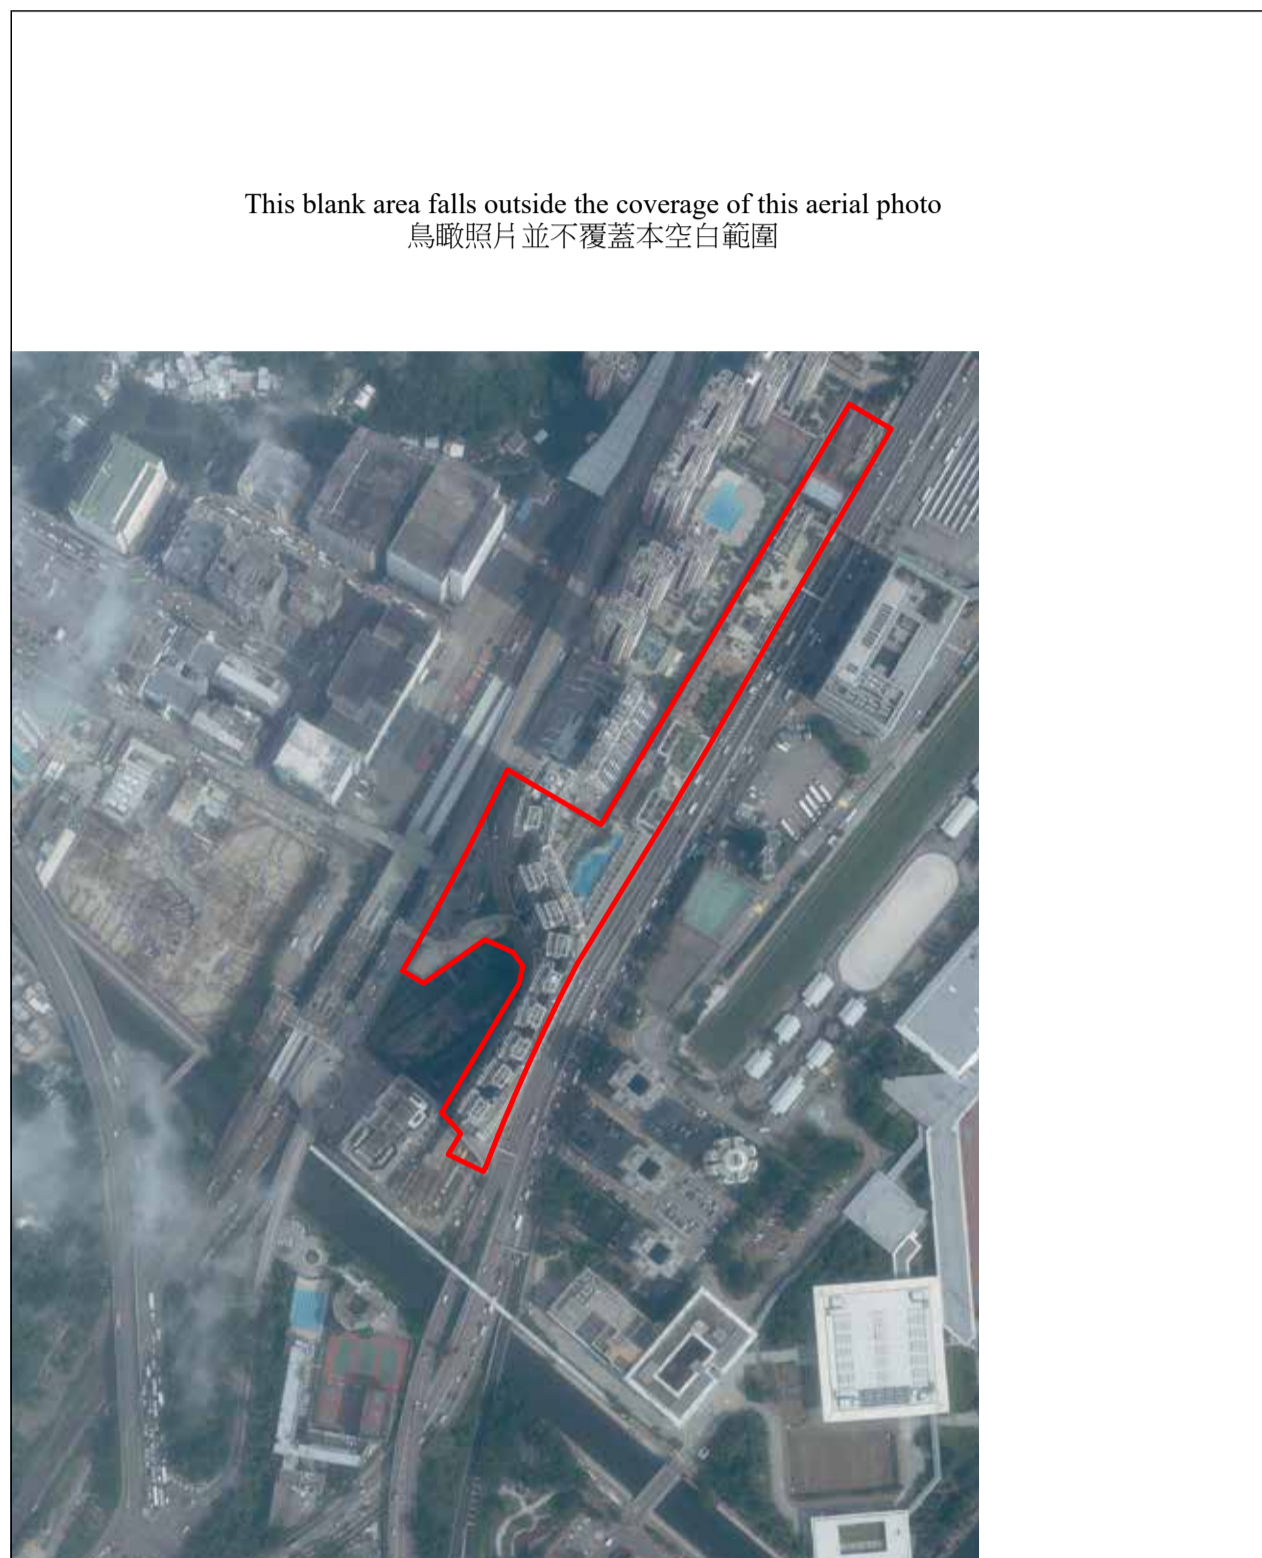 This blank area falls outside the coverage of this aerial photo
鳥瞰照片並不覆蓋本空白範圍